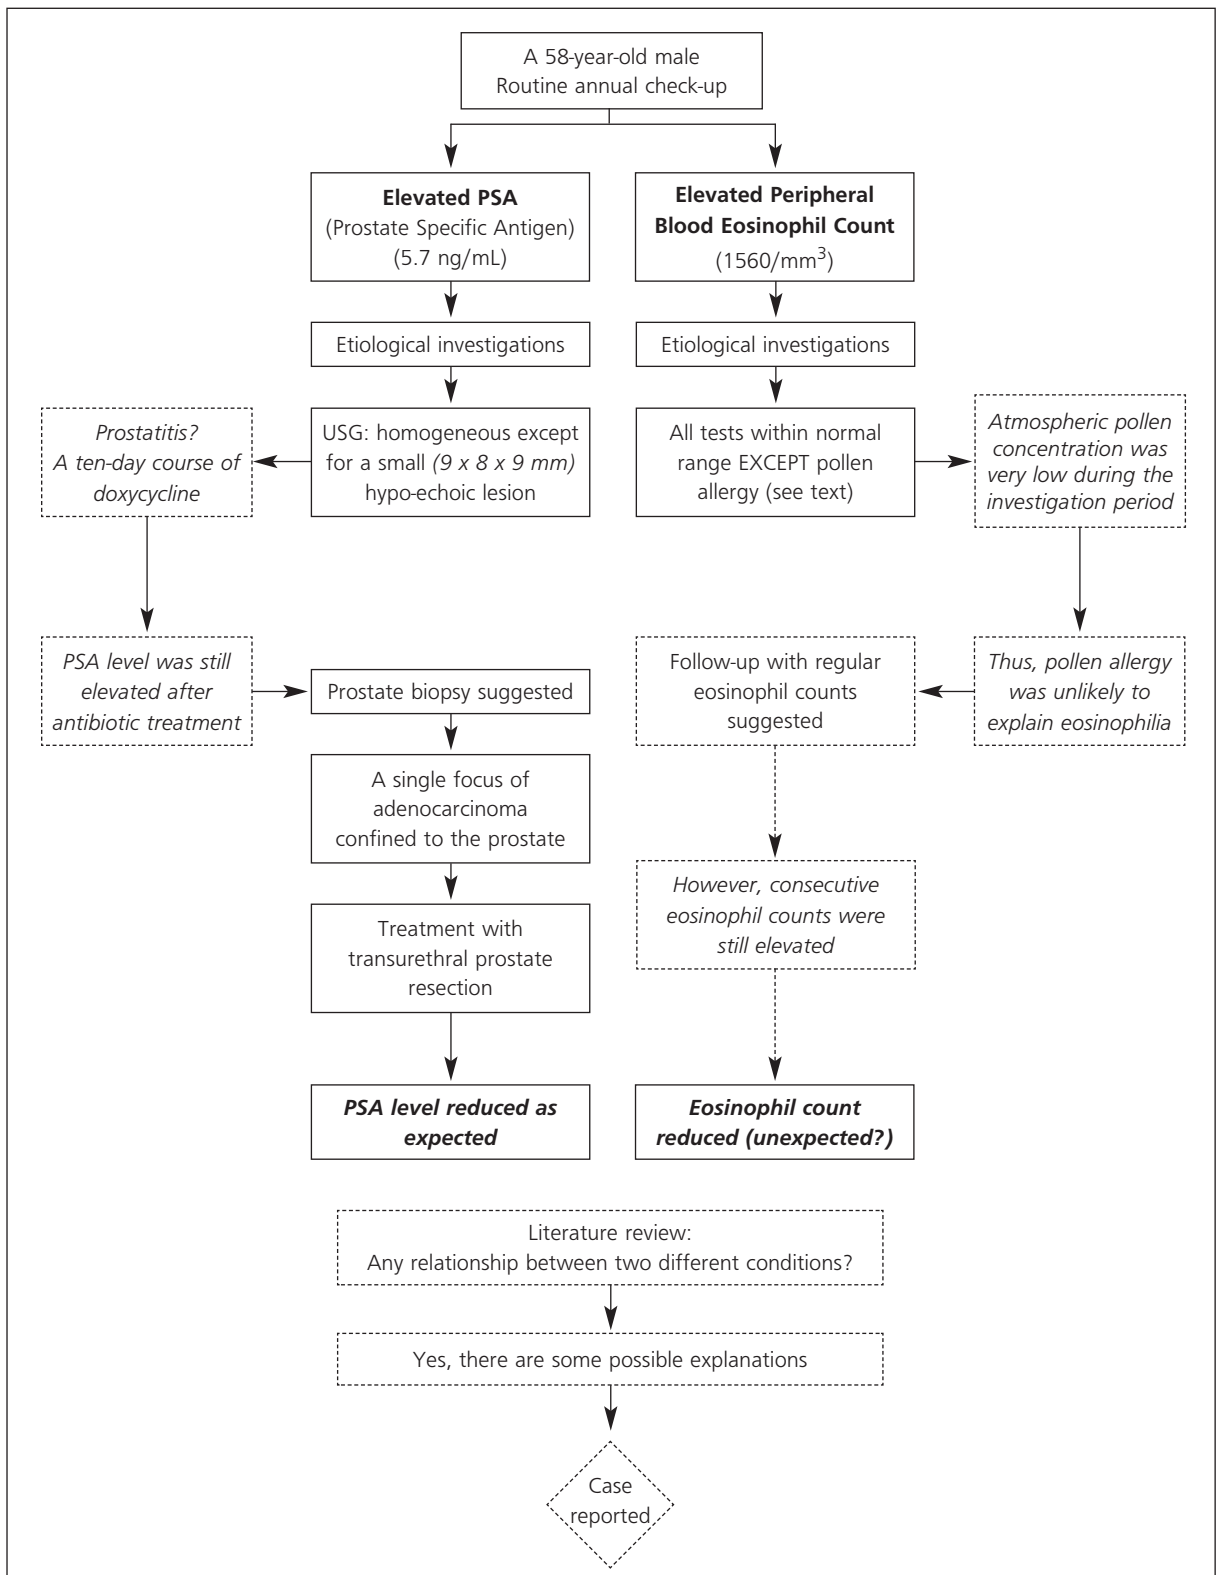 A 58-year-old male
Routine annual check-up
Elevated PSA
(Prostate Specific Antigen)
(5.7 ng/mL)
Elevated Peripheral
Blood Eosinophil Count
(1560/mm³)
Etiological investigations
Etiological investigations
Prostatitis?
A ten-day course of
doxycycline
USG: homogeneous except
for a small (9 x 8 x 9 mm)
hypo-echoic lesion
All tests within normal
range EXCEPT pollen
allergy (see text)
Atmospheric pollen
concentration was
very low during the
investigation period
PSA level was still
elevated after
antibiotic treatment
Prostate biopsy suggested
Follow-up with regular
eosinophil counts
suggested
Thus, pollen allergy
was unlikely to
explain eosinophilia
A single focus of
adenocarcinoma
confined to the prostate
However, consecutive
eosinophil counts were
still elevated
Treatment with
transurethral prostate
resection
PSA level reduced as
expected
Eosinophil count
reduced (unexpected?)
Literature review:
Any relationship between two different conditions?
Yes, there are some possible explanations
Case
reported